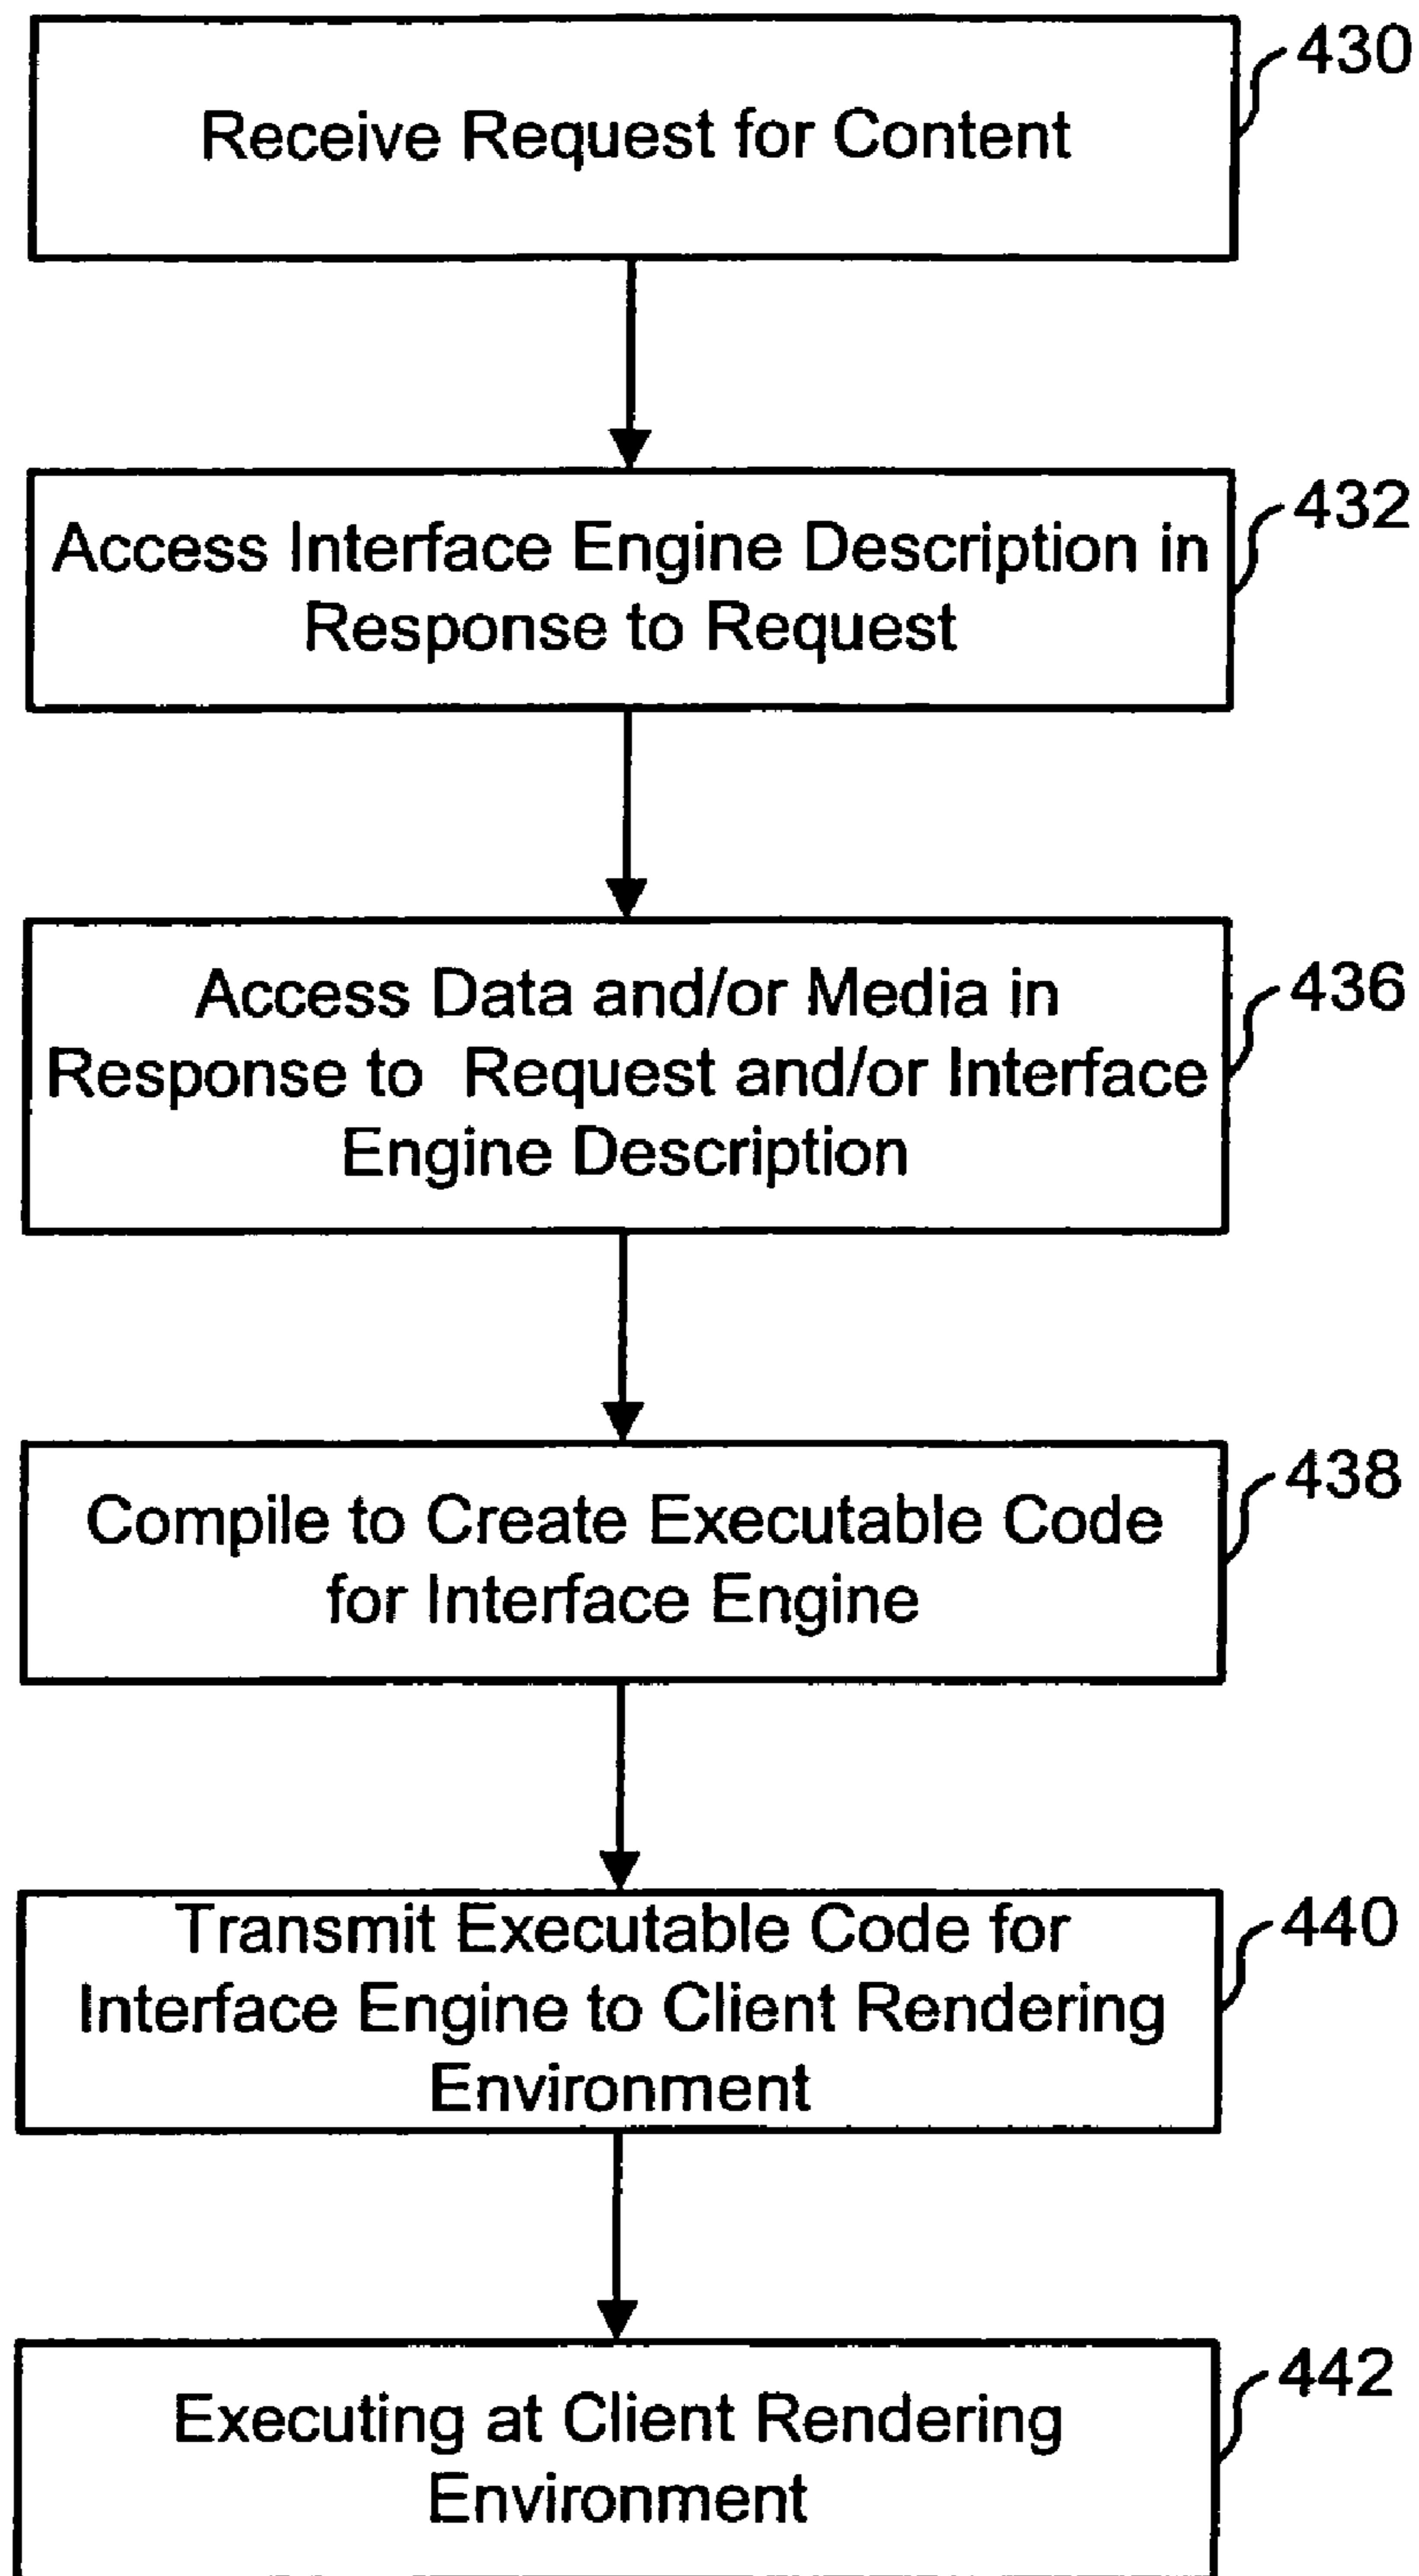 Receive Request for Content
430
Access Interface Engine Description in
Response to Request
432
Access Data and/or Media in
Response to Request and/or Interface
Engine Description
436
Compile to Create Executable Code
for Interface Engine
438
Transmit Executable Code for
Interface Engine to Client Rendering
Environment
440
Executing at Client Rendering
Environment
442